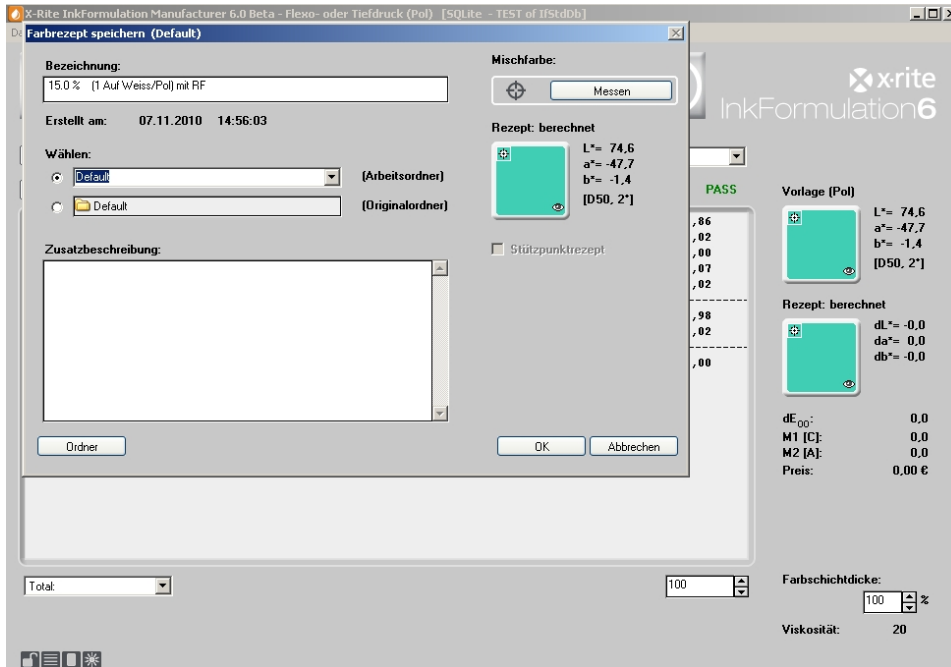 X-Rite InkFormulation Manufacturer 6.0 Beta - Flexo- oder Tiefdruck (Pol) [SQLite - TEST of IfStdDb]
Farbrezept speichern (Default)
Bezeichnung:
15.0 % (1 Auf Weiss/Pol) mit RF
Erstellt am: 07.11.2010 14:56:03
Wählen:
Default
(Arbeitsordner)
Default
(Originalordner)
Zusatzbeschreibung:
Ordner
Mischfarbe:
Messen
Rezept: berechnet
L*= 74,6
a*= -47,7
b*= -1,4
[D50, 2°]
Stützpunktrezept
OK
Abbrechen
x·rite
InkFormulation6
PASS
,86
,02
,00
,07
,02
,98
,02
,00
Vorlage (Pol)
L*= 74,6
a*= -47,7
b*= -1,4
[D50, 2°]
Rezept: berechnet
dL*= -0,0
da*= 0,0
db*= -0,0
dE00: 0,0
M1 [C]: 0,0
M2 [A]: 0,0
Preis: 0,00 €
Total:
100
Farbschichtdicke:
100 %
Viskosität: 20